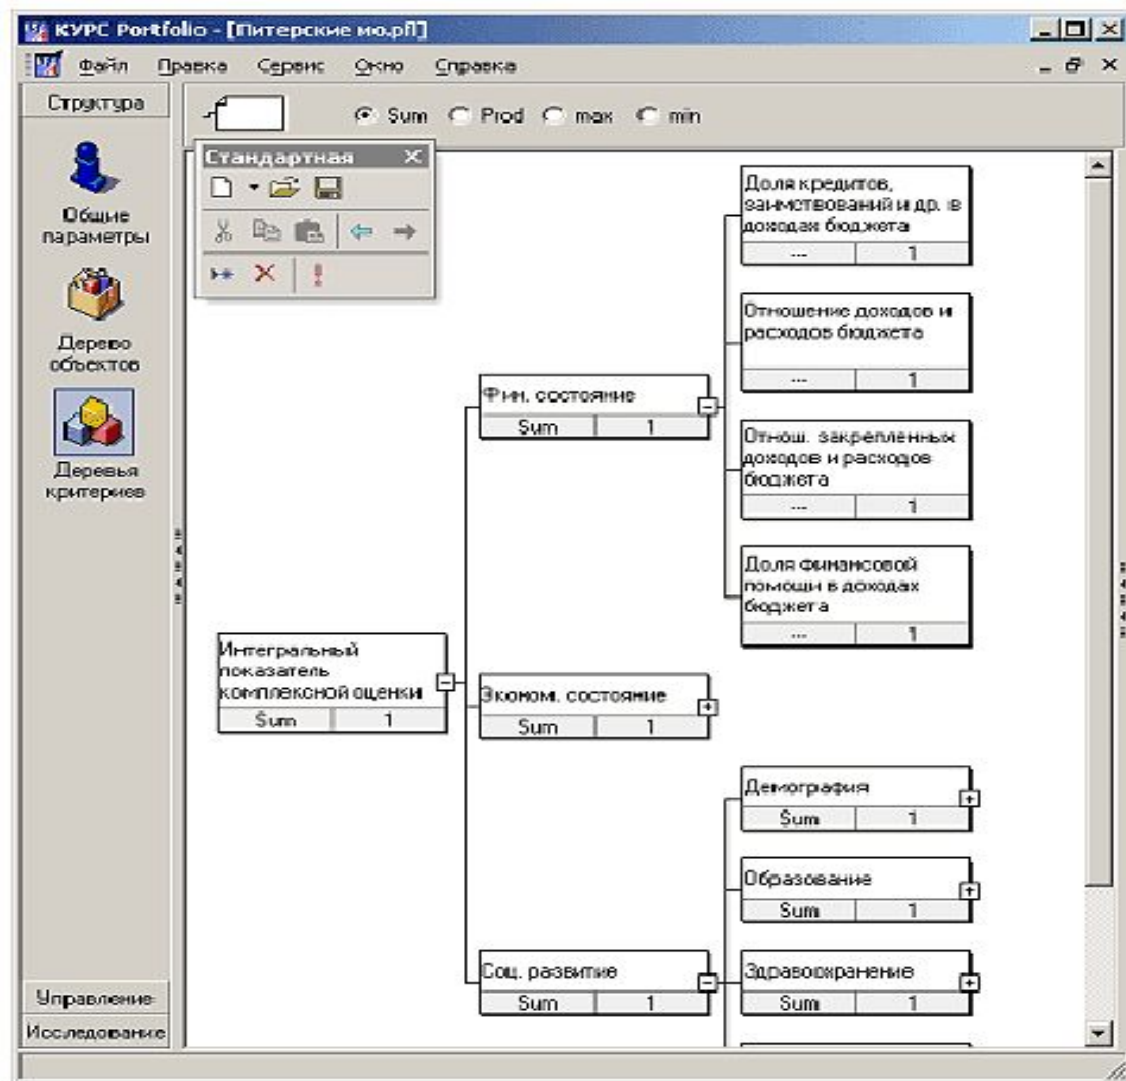 КУРС Portfolio - [Питерские мо.pfl]
Файл Правка Сервис Окно Справка
Структура
Sum Prod max min
Стандартная
Общие
параметры
Дерево
объектов
Деревья
критериев
Управление
Исследование
Интегральный
показатель
комплексной оценки
Sum 1
Фин. состояние
Sum 1
Доля кредитов,
заимствований и др. в
доходах бюджета
... 1
Отношение доходов и
расходов бюджета
... 1
Отнош. закрепленных
доходов и расходов
бюджета
... 1
Доля финансовой
помощи в доходах
бюджета
... 1
Эконом. состояние
Sum 1
Соц. развитие
Sum 1
Демография
Sum 1
Образование
Sum 1
Здравоохранение
Sum 1